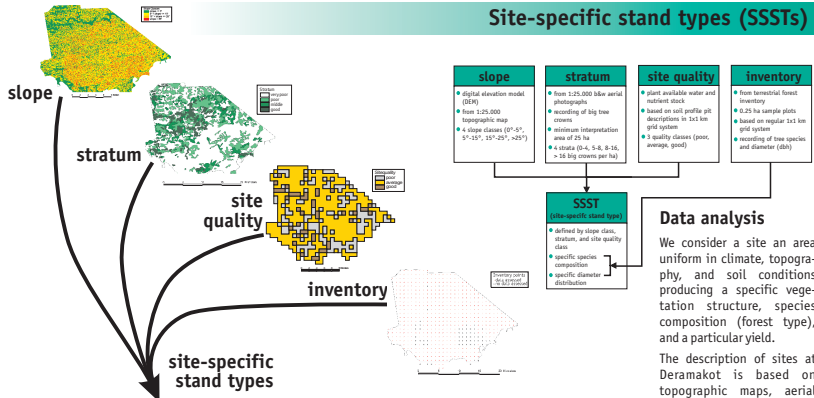 Site-specific stand types (SSSTs)
slope
stratum
Stratum
very poor
poor
middle
good
site
quality
Sitequality
poor
average
good
inventory
Inventory points
data assessed
no data assessed
site-specific
stand types
slope
• digital elevation model
(DEM)
• from 1:25.000
topographic map
• 4 slope classes (0°-5°,
5°-15°, 15°-25°, >25°)
stratum
• from 1:25.000 b&w aerial
photographs
• recording of big tree
crowns
• minimum interpretation
area of 25 ha
• 4 strata (0-4, 5-8, 8-16,
> 16 big crowns per ha)
site quality
• plant available water and
nutrient stock
• based on soil profile pit
descriptions in 1x1 km
grid system
• 3 quality classes (poor,
average, good)
inventory
• from terrestrial forest
inventory
• 0.25 ha sample plots
• based on regular 1x1 km
grid system
• recording of tree species
and diameter (dbh)
SSST
(site-specifc stand type)
• defined by slope class,
stratum, and site quality
class
• specific species
composition
• specific diameter
distribution
Data analysis
We consider a site an area
uniform in climate, topogra-
phy, and soil conditions
producing a specific vege-
tation structure, species
composition (forest type),
and a particular yield.
The description of sites at
Deramakot is based on
topographic maps, aerial